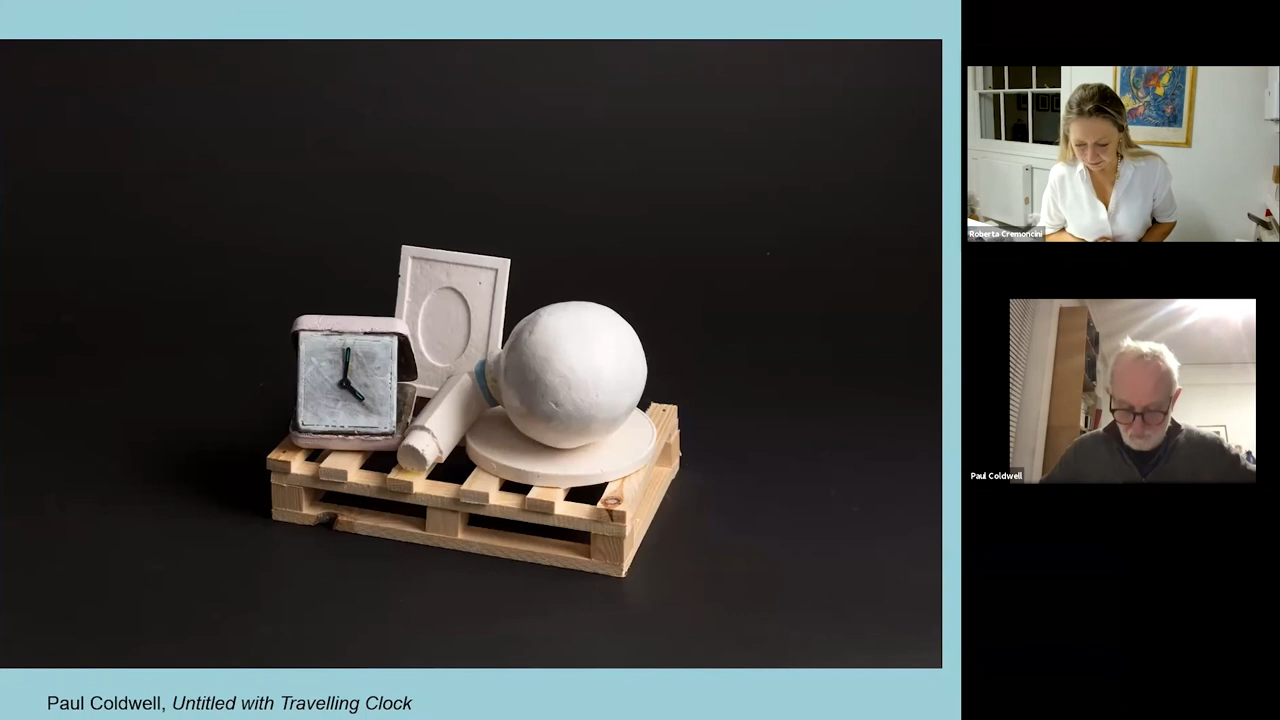 Roberta Cremoncini
Paul Coldwell
Paul Coldwell, Untitled with Travelling Clock